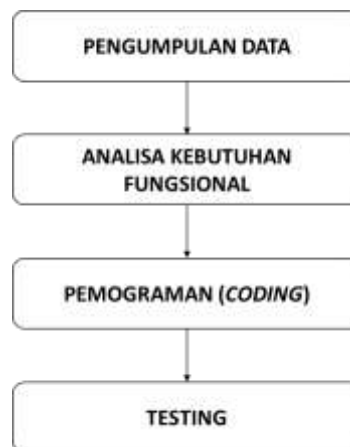 PENGUMPULAN DATA
ANALISA KEBUTUHAN
FUNGSIONAL
PEMOGRAMAN (CODING)
TESTING